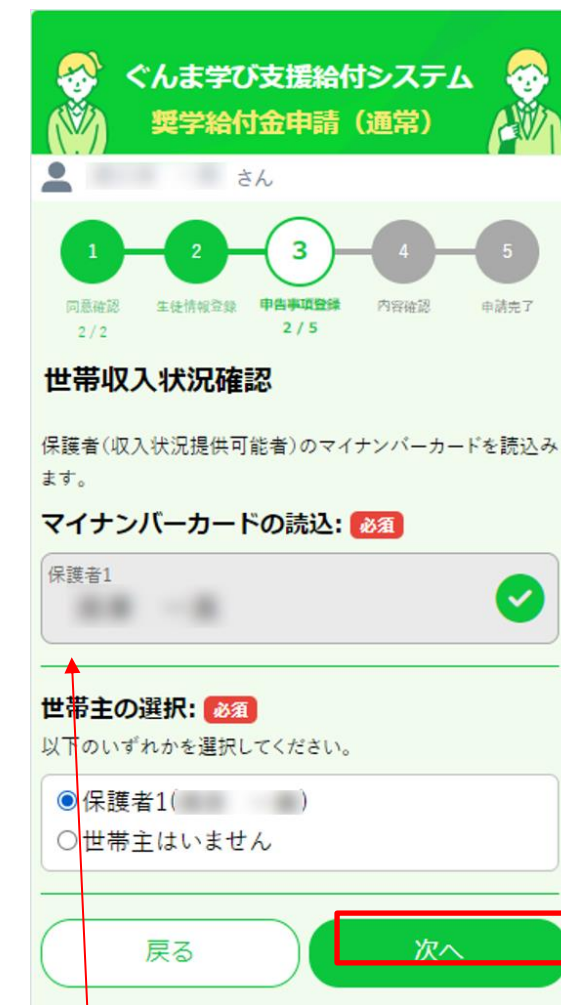 ぐんま学び支援給付システム
奨学給付金申請（通常）
さん
1 2 3 4 5
同意確認 生徒情報登録 申告事項登録 内容確認 申請完了
2 / 2 2 / 5
世帯収入状況確認
保護者(収入状況提供可能者)のマイナンバーカードを読込み
ます。
マイナンバーカードの読込: 必須
保護者1
世帯主の選択: 必須
以下のいずれかを選択してください。
保護者1( )
世帯主はいません
戻る 次へ